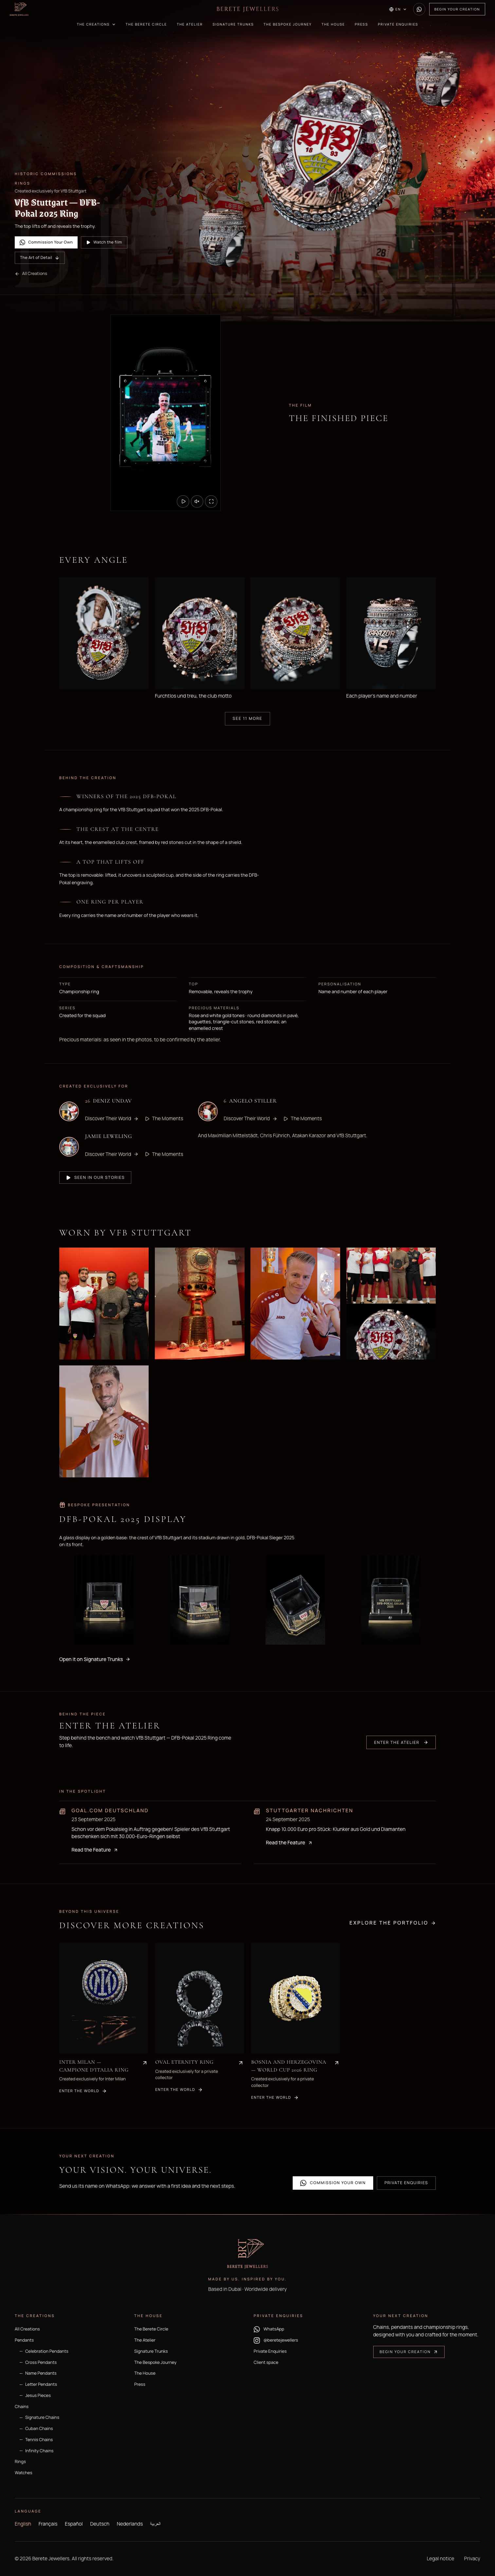 BERETE JEWELLERS
EN
BEGIN YOUR CREATION
THE CREATIONS
THE BERETE CIRCLE
THE ATELIER
SIGNATURE TRUNKS
THE BESPOKE JOURNEY
THE HOUSE
PRESS
PRIVATE ENQUIRIES
HISTORIC COMMISSIONS
RINGS
Created exclusively for VfB Stuttgart
VfB Stuttgart — DFB-
Pokal 2025 Ring
The top lifts off and reveals the trophy.
Commission Your Own
Watch the film
The Art of Detail
All Creations
THE FILM
THE FINISHED PIECE
EVERY ANGLE
Furchtlos und treu, the club motto
Each player's name and number
SEE 11 MORE
BEHIND THE CREATION
WINNERS OF THE 2025 DFB-POKAL
A championship ring for the VfB Stuttgart squad that won the 2025 DFB-Pokal.
THE CREST AT THE CENTRE
At its heart, the enamelled club crest, framed by red stones cut in the shape of a shield.
A TOP THAT LIFTS OFF
The top is removable: lifted, it uncovers a sculpted cup, and the side of the ring carries the DFB-
Pokal engraving.
ONE RING PER PLAYER
Every ring carries the name and number of the player who wears it.
COMPOSITION & CRAFTSMANSHIP
TYPE
Championship ring
TOP
Removable, reveals the trophy
PERSONALISATION
Name and number of each player
SERIES
Created for the squad
PRECIOUS MATERIALS
Rose and white gold tones · round diamonds in pavé,
baguettes, triangle-cut stones, red stones, an
enamelled crest
Precious materials: as seen in the photos, to be confirmed by the atelier.
CREATED EXCLUSIVELY FOR
26 DENIZ UNDAV
Discover Their World
The Moments
6 ANGELO STILLER
Discover Their World
The Moments
JAMIE LEWELING
Discover Their World
The Moments
And Maximilian Mittelstädt, Chris Führich, Atakan Karazor and VfB Stuttgart.
SEEN IN OUR STORIES
WORN BY VFB STUTTGART
BESPOKE PRESENTATION
DFB-POKAL 2025 DISPLAY
A glass display on a golden base: the crest of VfB Stuttgart and its stadium drawn in gold, DFB-Pokal Sieger 2025
on its front.
Open it on Signature Trunks
BEHIND THE PIECE
ENTER THE ATELIER
Step behind the bench and watch VfB Stuttgart — DFB-Pokal 2025 Ring come
to life.
ENTER THE ATELIER
IN THE SPOTLIGHT
GOAL.COM DEUTSCHLAND
23 September 2025
Schon vor dem Pokalsieg in Auftrag gegeben! Spieler des VfB Stuttgart
beschenken sich mit 30.000-Euro-Ringen selbst
Read the Feature
STUTTGARTER NACHRICHTEN
24 September 2025
Knapp 10.000 Euro pro Stück: Klunker aus Gold und Diamanten
Read the Feature
BEYOND THIS UNIVERSE
DISCOVER MORE CREATIONS
EXPLORE THE PORTFOLIO
INTER MILAN —
CAMPIONE D'ITALIA RING
Created exclusively for Inter Milan
ENTER THE WORLD
OVAL ETERNITY RING
Created exclusively for a private
collector
ENTER THE WORLD
BOSNIA AND HERZEGOVINA
— WORLD CUP 2026 RING
Created exclusively for a private
collector
ENTER THE WORLD
YOUR NEXT CREATION
YOUR VISION. YOUR UNIVERSE.
Send us its name on WhatsApp: we answer with a first idea and the next steps.
COMMISSION YOUR OWN
PRIVATE ENQUIRIES
BRT
BERETE JEWELLERS
MADE BY US. INSPIRED BY YOU.
Based in Dubai · Worldwide delivery
THE CREATIONS
All Creations
Pendants
— Celebration Pendants
— Cross Pendants
— Name Pendants
— Letter Pendants
— Jesus Pieces
Chains
— Signature Chains
— Cuban Chains
— Tennis Chains
— Infinity Chains
Rings
Watches
THE HOUSE
The Berete Circle
The Atelier
Signature Trunks
The Bespoke Journey
The House
Press
PRIVATE ENQUIRIES
WhatsApp
@beretejewellers
Private Enquiries
Client space
YOUR NEXT CREATION
Chains, pendants and championship rings,
designed with you and crafted for the moment.
BEGIN YOUR CREATION
LANGUAGE
English
Français
Español
Deutsch
Nederlands
العربية
© 2026 Berete Jewellers. All rights reserved.
Legal notice
Privacy